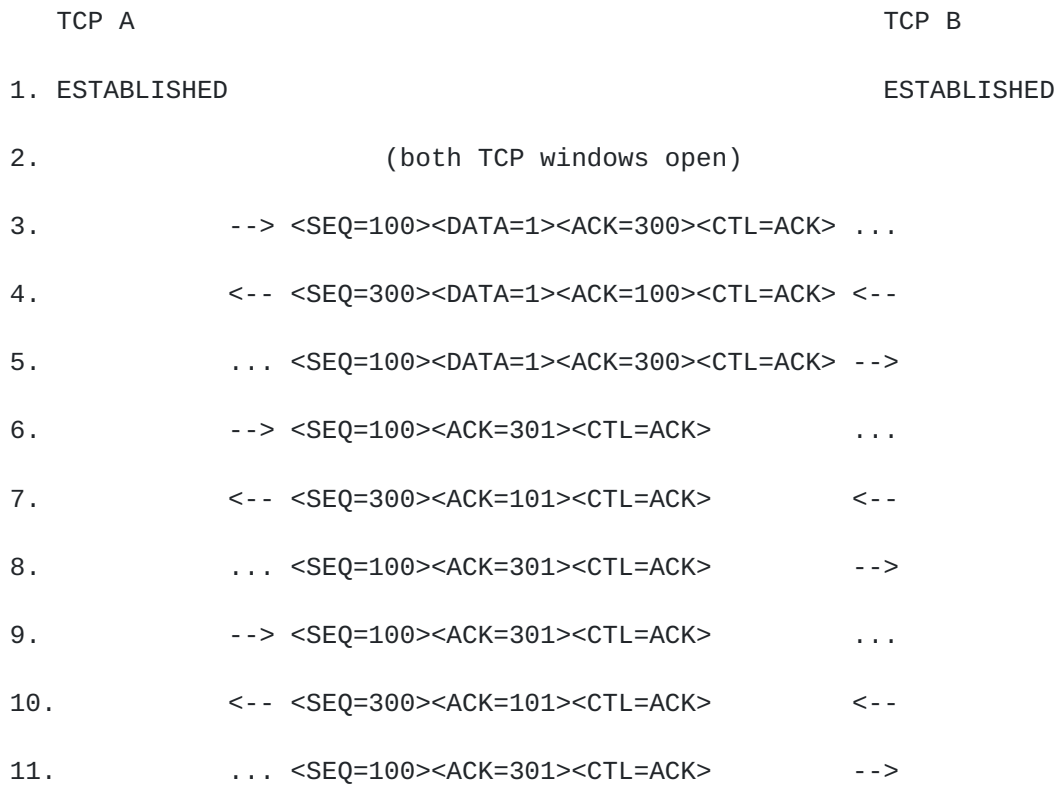 TCP A                                                TCP B
1. ESTABLISHED                                          ESTABLISHED
2.                      (both TCP windows open)
3.            --> <SEQ=100><DATA=1><ACK=300><CTL=ACK> ...
4.            <-- <SEQ=300><DATA=1><ACK=100><CTL=ACK> <--
5.            ... <SEQ=100><DATA=1><ACK=300><CTL=ACK> -->
6.            --> <SEQ=100><ACK=301><CTL=ACK>         ...
7.            <-- <SEQ=300><ACK=101><CTL=ACK>         <--
8.            ... <SEQ=100><ACK=301><CTL=ACK>         -->
9.            --> <SEQ=100><ACK=301><CTL=ACK>         ...
10.           <-- <SEQ=300><ACK=101><CTL=ACK>         <--
11.           ... <SEQ=100><ACK=301><CTL=ACK>         -->